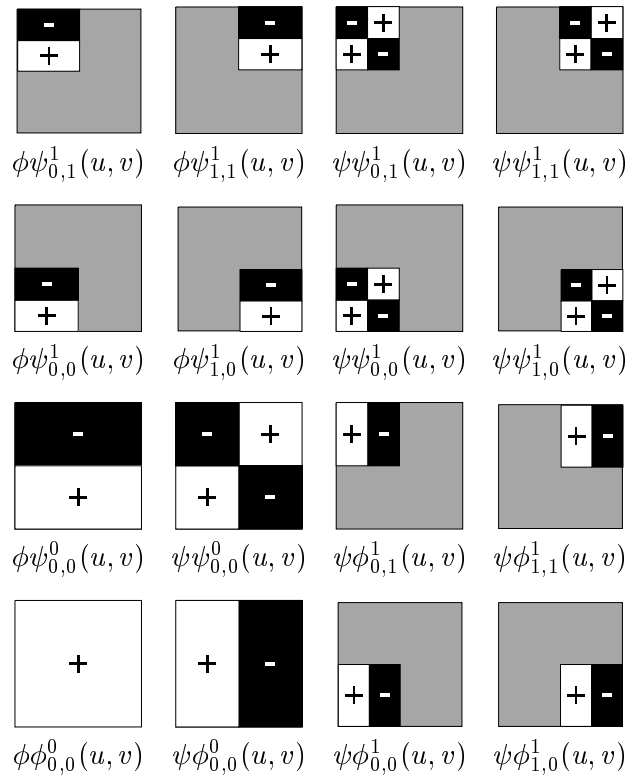 - - + - +
+ + + - + -
ϕψ¹₀,₁(u, v) ϕψ¹₁,₁(u, v) ψψ¹₀,₁(u, v) ψψ¹₁,₁(u, v)
- - - + - +
+ + + - + -
ϕψ¹₀,₀(u, v) ϕψ¹₁,₀(u, v) ψψ¹₀,₀(u, v) ψψ¹₁,₀(u, v)
- - + + - + -
+ + -
ϕψ⁰₀,₀(u, v) ψψ⁰₀,₀(u, v) ψϕ¹₀,₁(u, v) ψϕ¹₁,₁(u, v)
+ + - + - + -
ϕϕ⁰₀,₀(u, v) ψϕ⁰₀,₀(u, v) ψϕ¹₀,₀(u, v) ψϕ¹₁,₀(u, v)